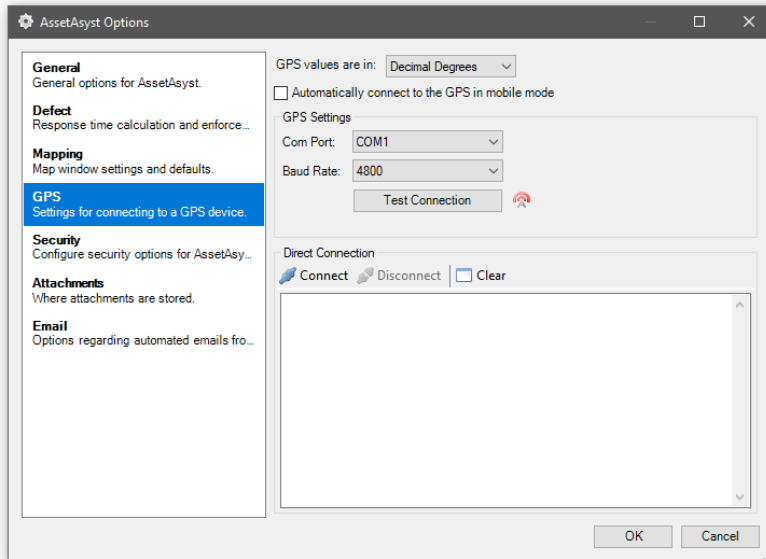 AssetAsyst Options
General
General options for AssetAsyst.
Defect
Response time calculation and enforce...
Mapping
Map window settings and defaults.
GPS
Settings for connecting to a GPS device.
Security
Configure security options for AssetAsy...
Attachments
Where attachments are stored.
Email
Options regarding automated emails fro...
GPS values are in: Decimal Degrees
Automatically connect to the GPS in mobile mode
GPS Settings
Com Port: COM1
Baud Rate: 4800
Test Connection
Direct Connection
Connect Disconnect Clear
OK Cancel